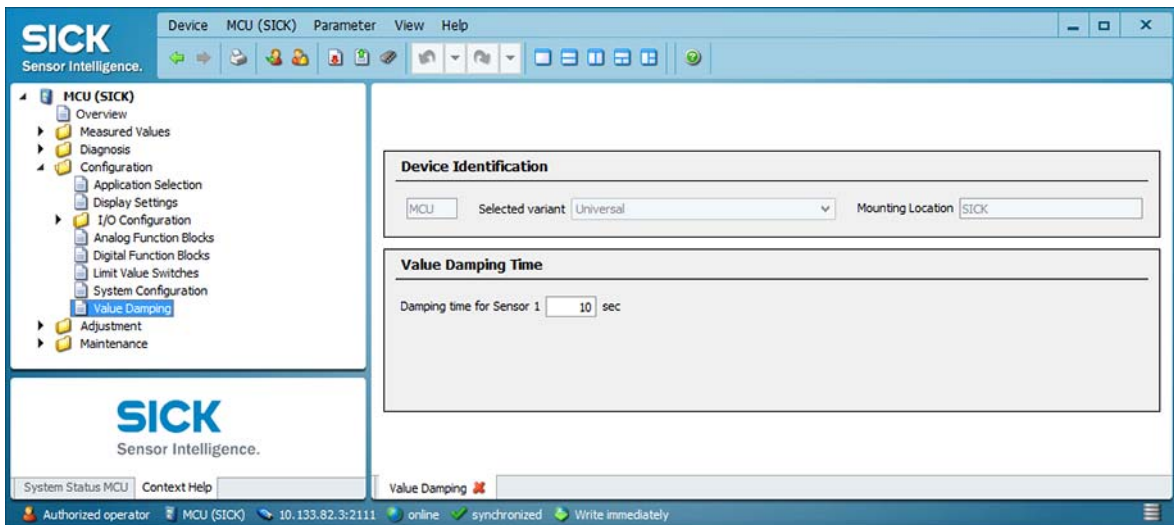 SICK
Sensor Intelligence.
Device MCU (SICK) Parameter View Help
MCU (SICK)
Overview
Measured Values
Diagnosis
Configuration
Application Selection
Display Settings
I/O Configuration
Analog Function Blocks
Digital Function Blocks
Limit Value Switches
System Configuration
Value Damping
Adjustment
Maintenance
SICK
Sensor Intelligence.
System Status MCU Context Help
Device Identification
MCU Selected variant Universal Mounting Location SICK
Value Damping Time
Damping time for Sensor 1 10 sec
Value Damping
Authorized operator MCU (SICK) 10.133.82.3:2111 online synchronized Write immediately